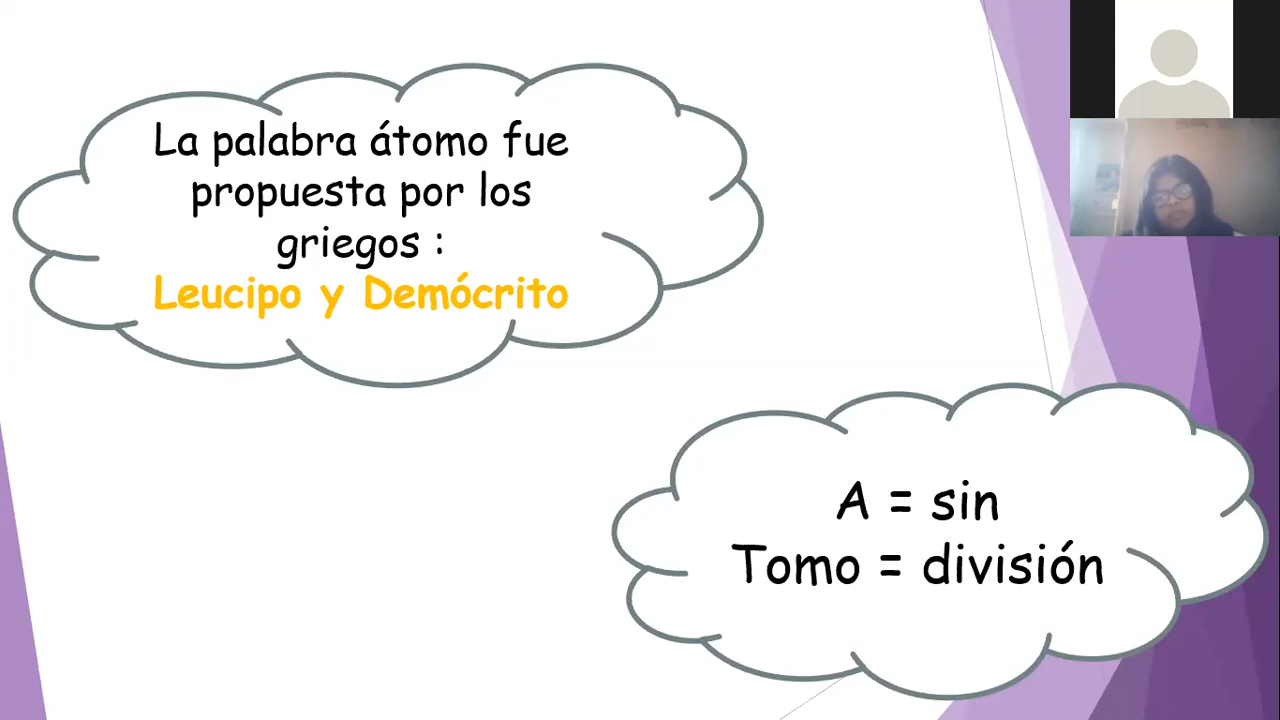 La palabra átomo fue
propuesta por los
griegos :
Leucipo y Demócrito
A = sin
Tomo = división